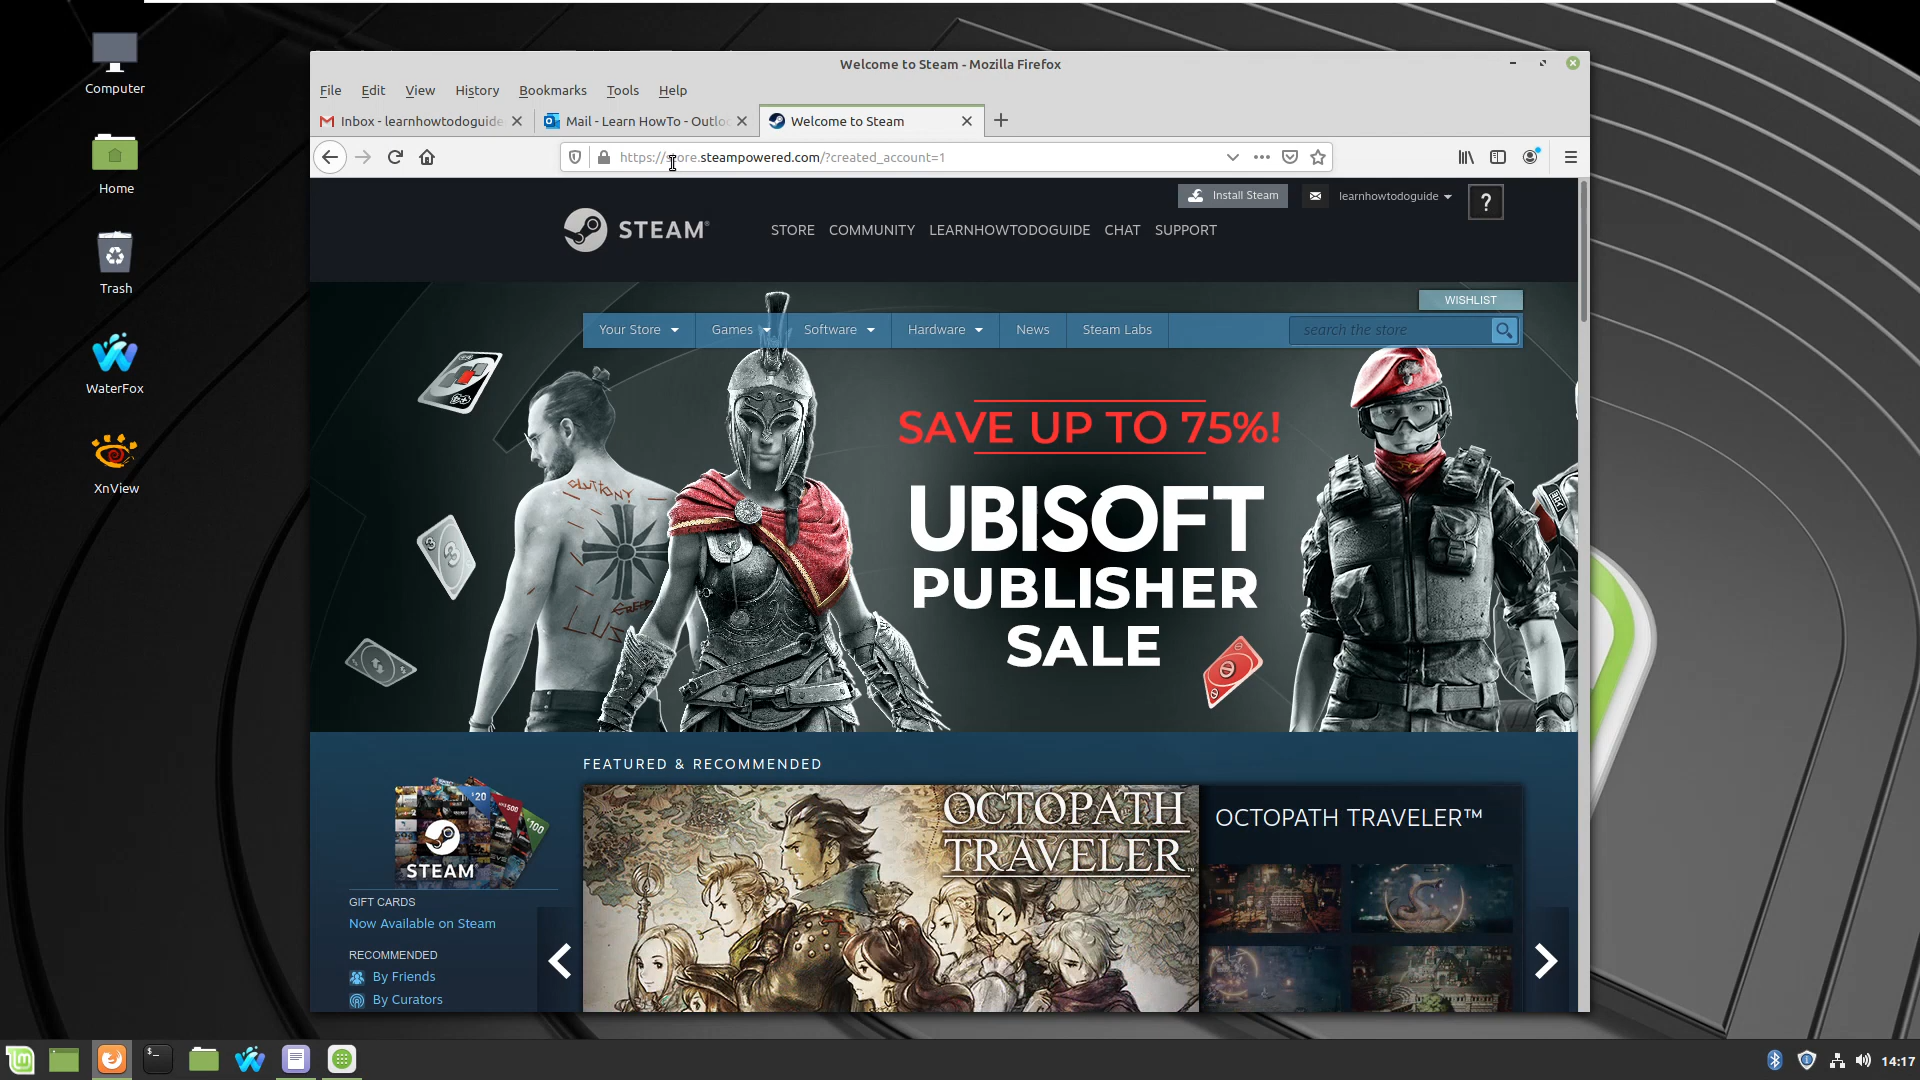 Computer
Home
Trash
WaterFox
XnView
Welcome to Steam - Mozilla Firefox
File Edit View History Bookmarks Tools Help
Inbox - learnhowtodoguide
Mail - Learn HowTo - Outlo
Welcome to Steam
https://store.steampowered.com/?created_account=1
Install Steam
learnhowtodoguide
?
STEAM®
STORE COMMUNITY LEARNHOWTODOGUIDE CHAT SUPPORT
WISHLIST
Your Store Games Software Hardware News Steam Labs
search the store
SAVE UP TO 75%!
UBISOFT
PUBLISHER
SALE
FEATURED & RECOMMENDED
20
500
100
STEAM
GIFT CARDS
Now Available on Steam
RECOMMENDED
By Friends
By Curators
OCTOPATH
TRAVELER
OCTOPATH TRAVELER™
14:17